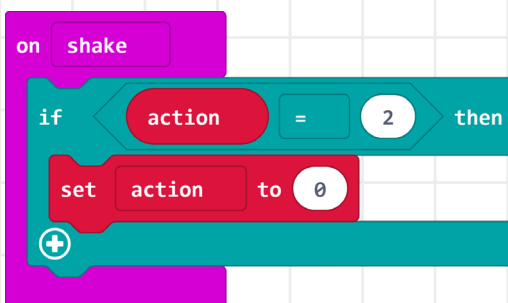 on shake
if action = 2 then
set action to 0